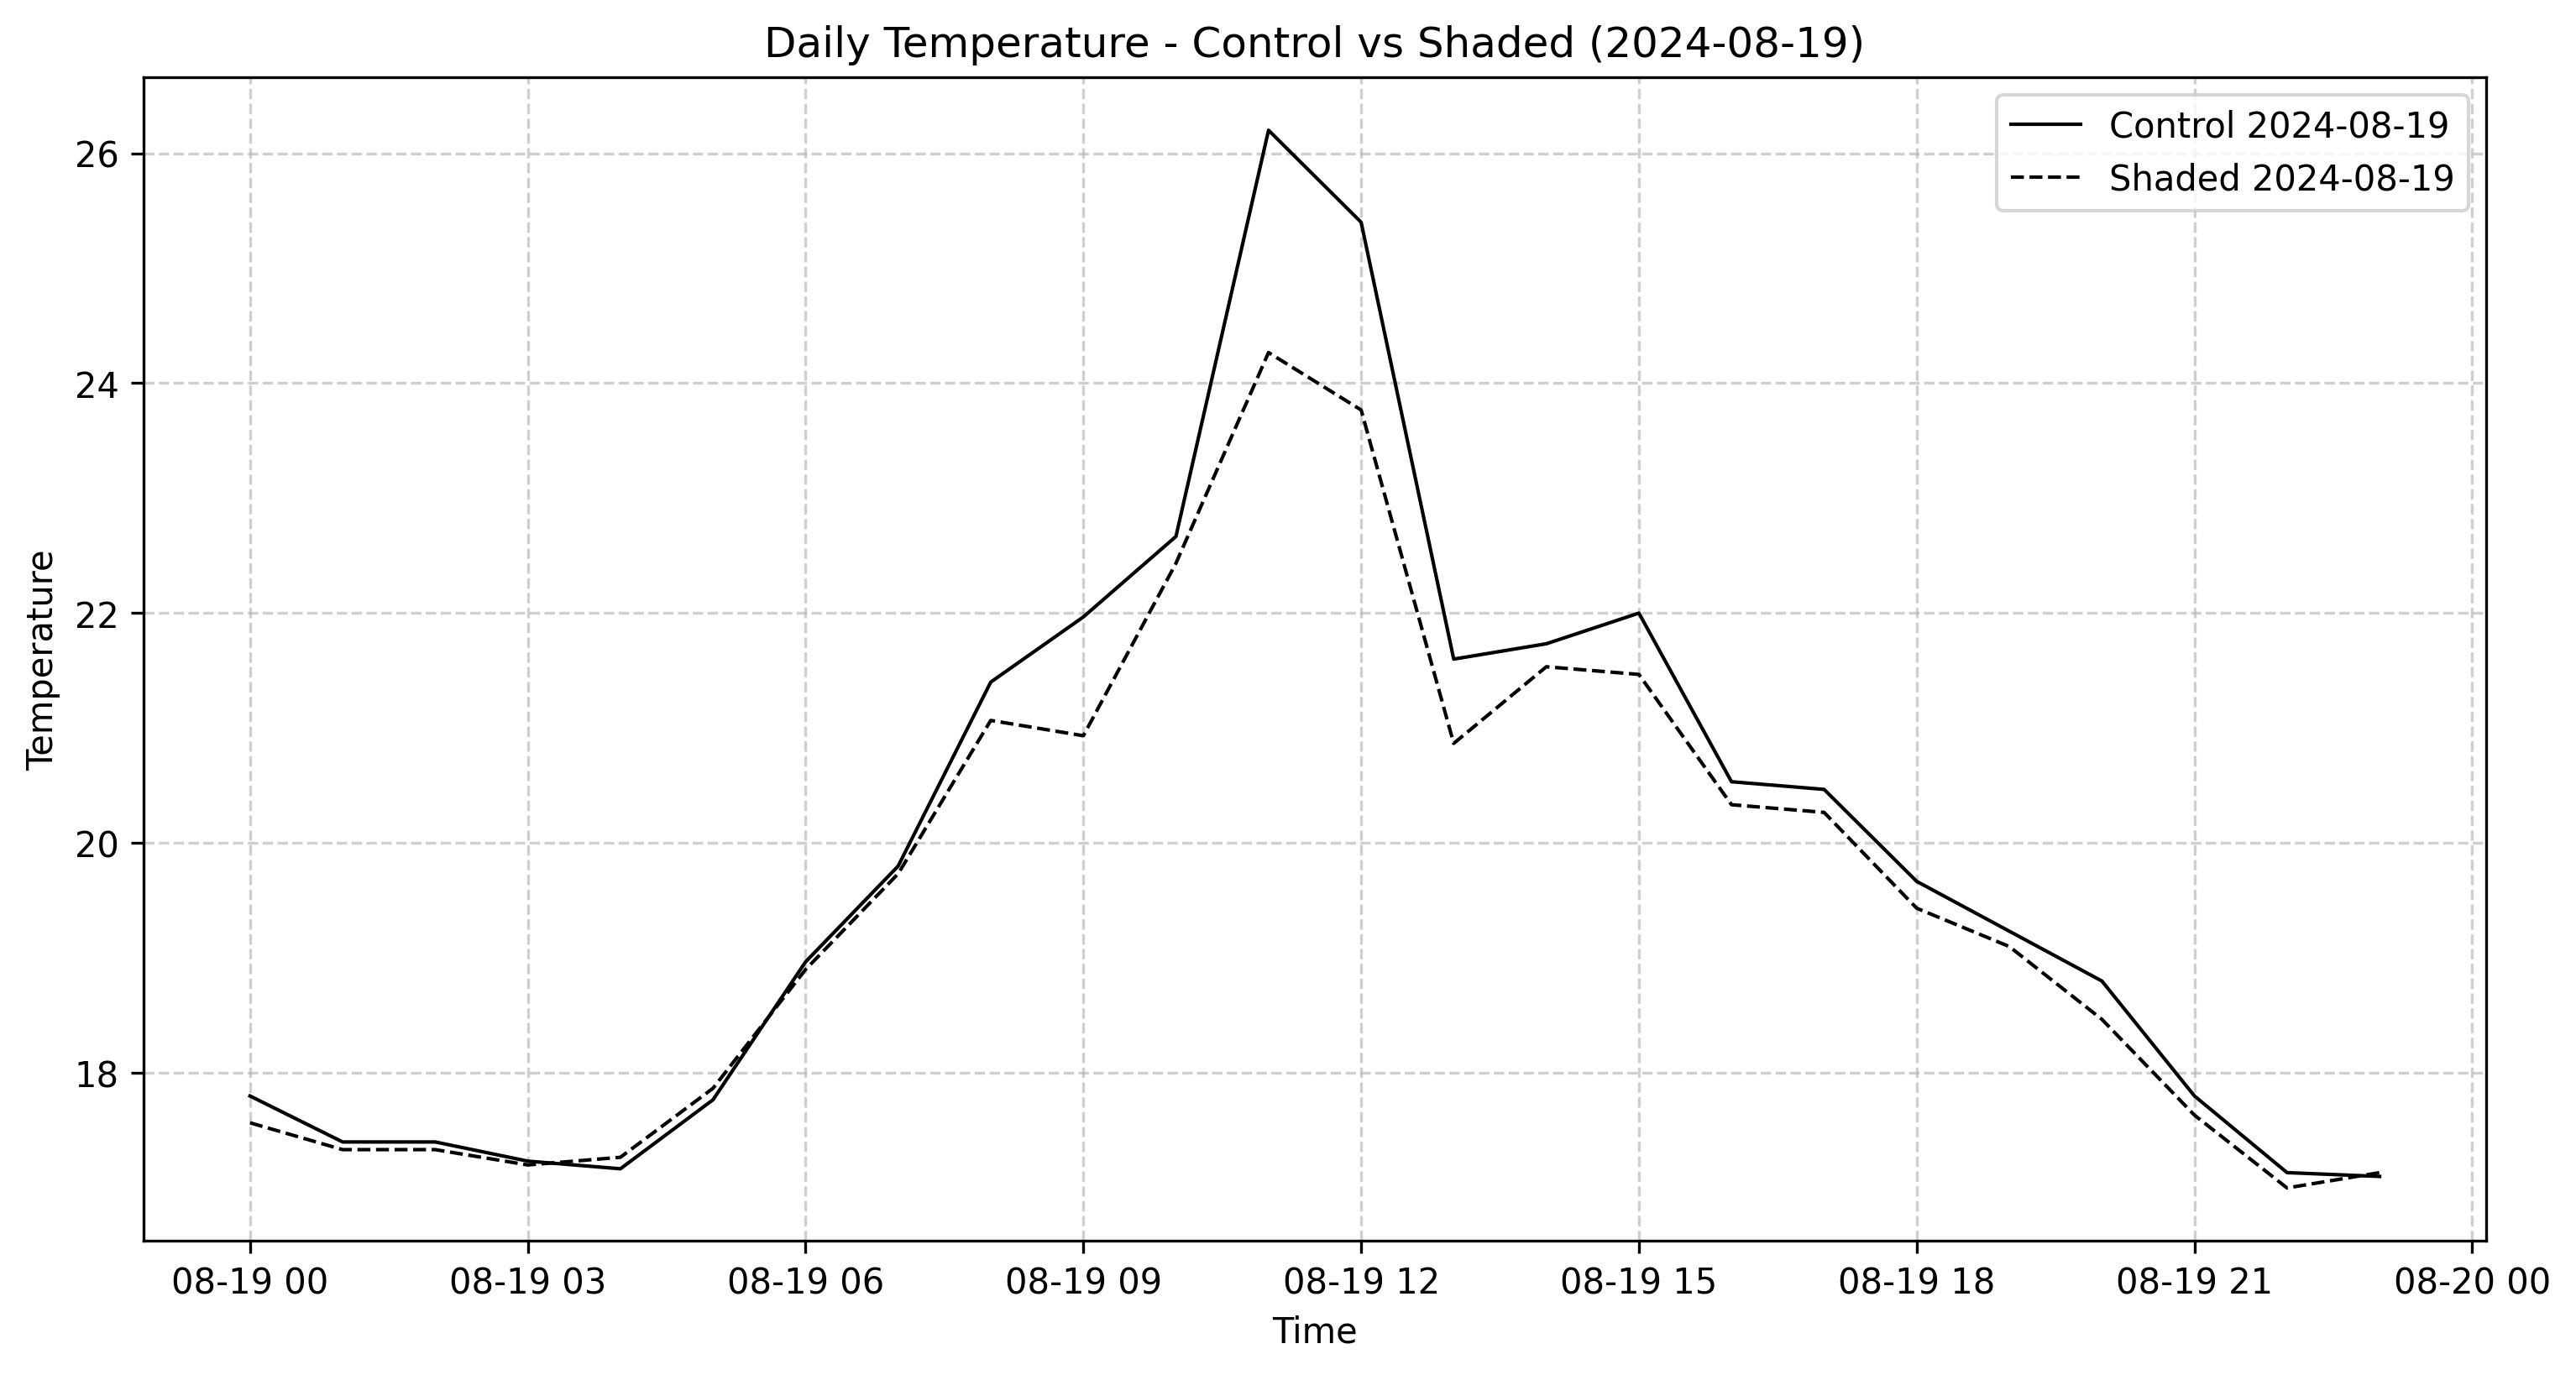 Daily Temperature - Control vs Shaded (2024-08-19)
Control 2024-08-19
Shaded 2024-08-19
26
24
22
20
18
Temperature
08-19 00 08-19 03 08-19 06 08-19 09 08-19 12 08-19 15 08-19 18 08-19 21 08-20 00
Time